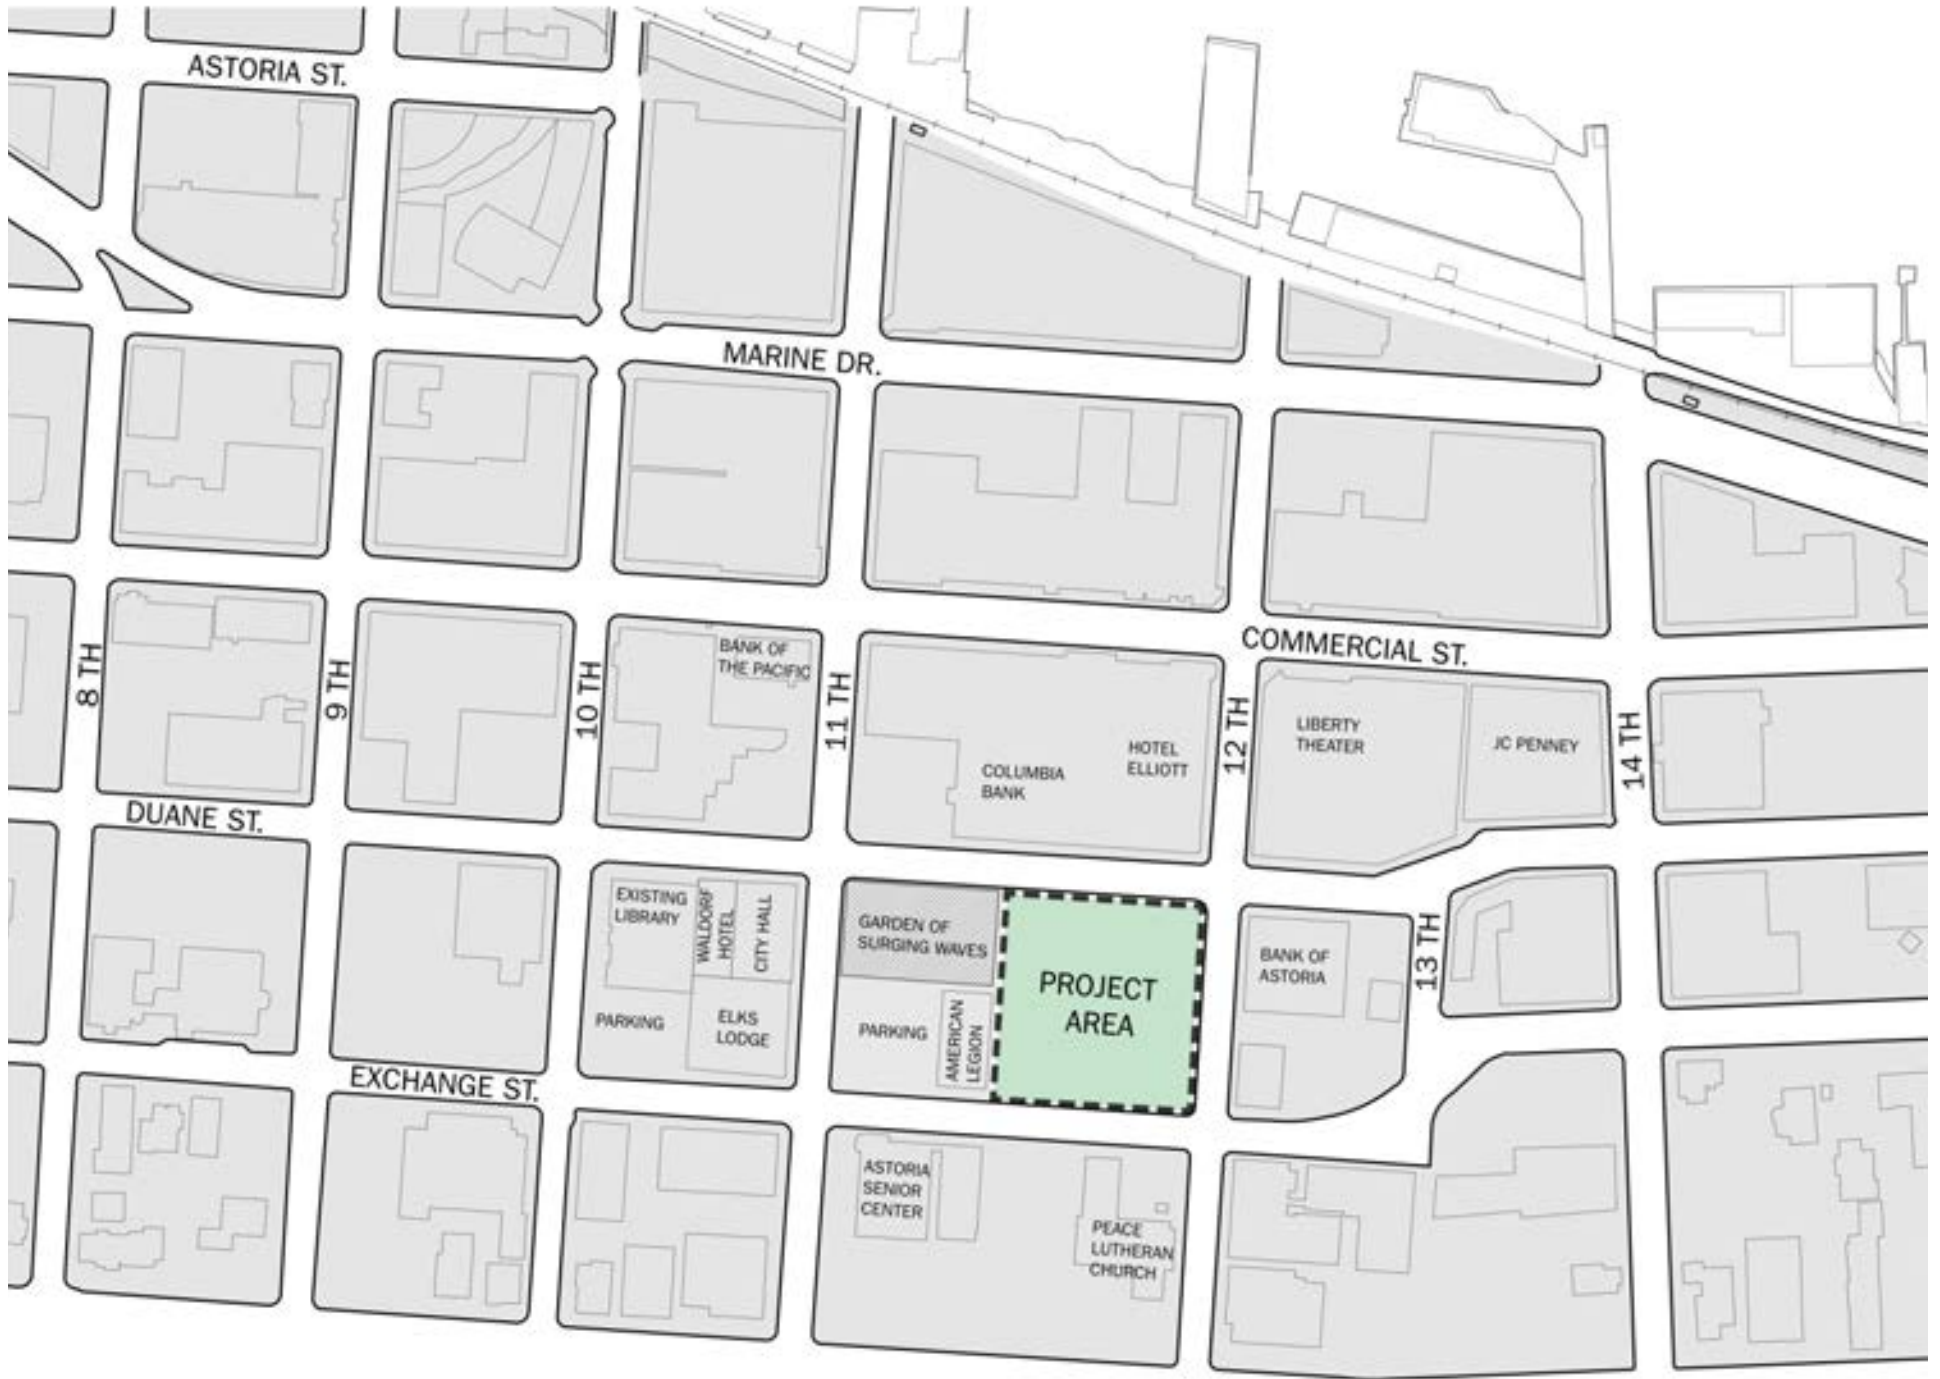 ASTORIA ST.
MARINE DR.
COMMERCIAL ST.
8 TH
9 TH
10 TH
BANK OF
THE PACIFIC
11 TH
COLUMBIA
BANK
HOTEL
ELLIOTT
12 TH
LIBERTY
THEATER
JC PENNEY
14 TH
DUANE ST.
EXISTING
LIBRARY
WALDORF
HOTEL
CITY HALL
PARKING
ELKS
LODGE
GARDEN OF
SURGING WAVES
PARKING
AMERICAN
LEGION
PROJECT
AREA
BANK OF
ASTORIA
13 TH
EXCHANGE ST.
ASTORIA
SENIOR
CENTER
PEACE
LUTHERAN
CHURCH